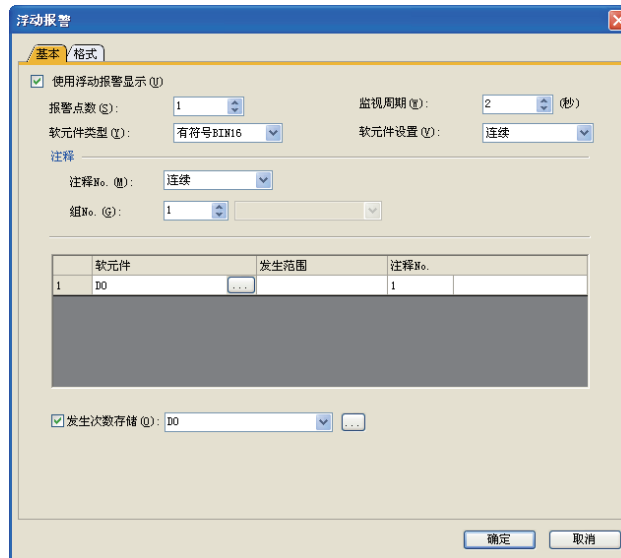 浮动报警
基本 格式
使用浮动报警显示(U)
报警点数(S): 1 监视周期(W): 2 (秒)
软元件类型(Y): 有符号BIN16 软元件设置(V): 连续
注释
注释No.(M): 连续
组No.(G): 1
软元件 发生范围 注释No.
1 D0 ... 1
发生次数存储(O): D0 ...
确定 取消